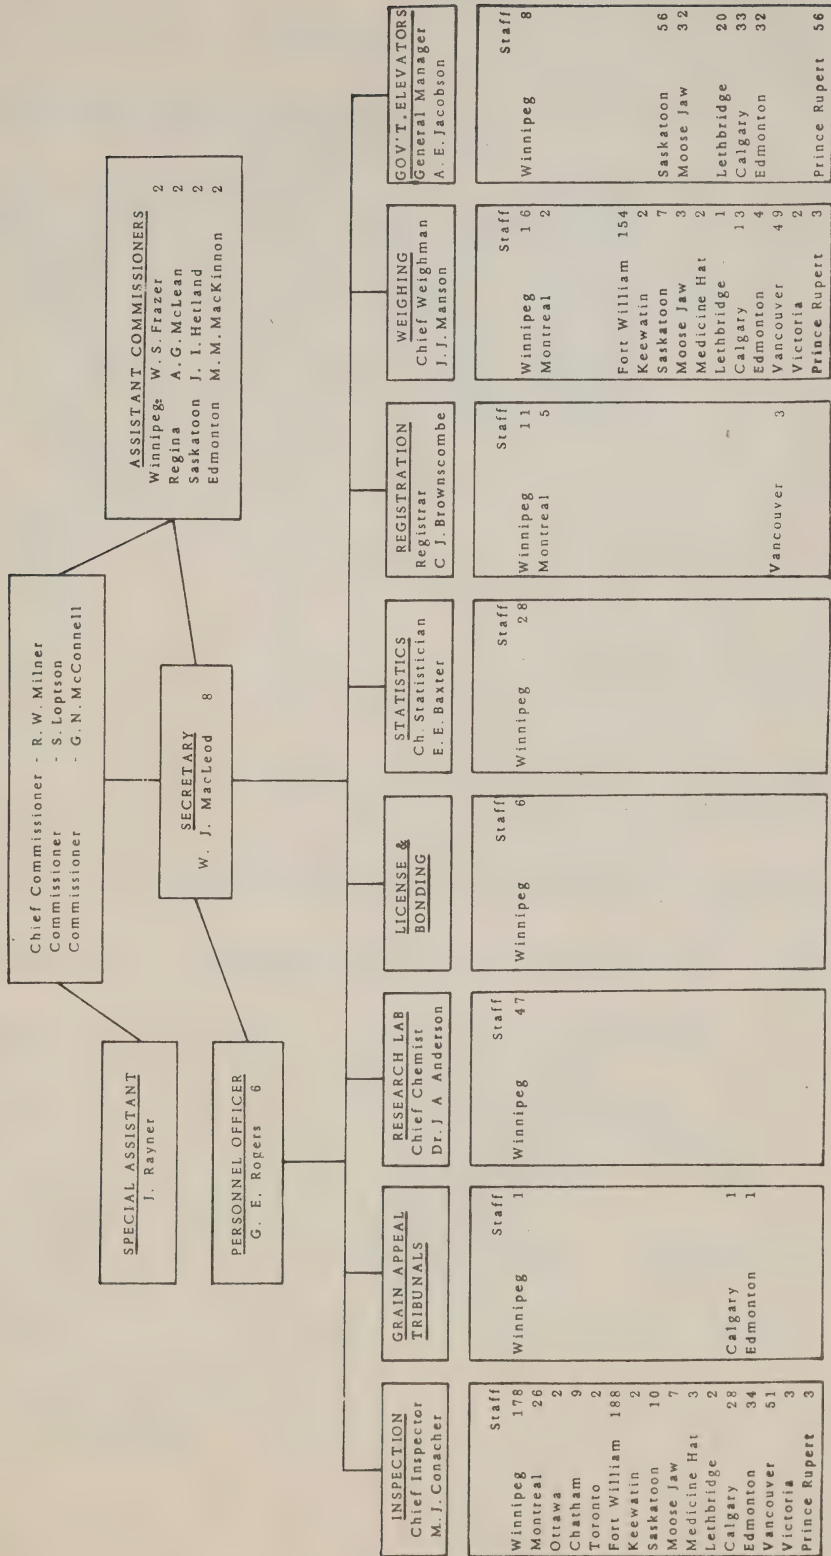 Chief Commissioner - R. W. Milner
Commissioner - S. Loptson
Commissioner - G. N. McConnell
SPECIAL ASSISTANT
J. Rayner
ASSISTANT COMMISSIONERS
Winnipeg: W. S. Frazer 2
Regina A. G. McLean 2
Saskatoon J. I. Hetland 2
Edmonton M. M. MacKinnon 2
SECRETARY
W. J. MacLeod 8
PERSONNEL OFFICER
G. E. Rogers 6
INSPECTION
Chief Inspector
M. J. Conacher
Staff
Winnipeg 178
Montreal 26
Ottawa 2
Chatham 9
Toronto 2
Fort William 188
Keewatin 2
Saskatoon 10
Moose Jaw 7
Medicine Hat 3
Lethbridge 2
Calgary 28
Edmonton 34
Vancouver 51
Victoria 3
Prince Rupert 3
GRAIN APPEAL
TRIBUNALS
Staff
Winnipeg 1
Calgary 1
Edmonton 1
RESEARCH LAB
Chief Chemist
Dr. J A Anderson
Staff
Winnipeg 47
LICENSE &
BONDING
Staff
Winnipeg 6
STATISTICS
Ch. Statistician
E. E. Baxter
Staff
Winnipeg 28
REGISTRATION
Registrar
C J. Brownscombe
Staff
Winnipeg 11
Montreal 5
Vancouver 3
WEIGHING
Chief Weighman
J. J. Manson
Staff
Winnipeg 16
Montreal 2
Fort William 154
Keewatin 2
Saskatoon 7
Moose Jaw 3
Medicine Hat 2
Lethbridge 1
Calgary 13
Edmonton 4
Vancouver 49
Victoria 2
Prince Rupert 3
GOV'T. ELEVATORS
General Manager
A. E. Jacobson
Staff
Winnipeg 8
Saskatoon 56
Moose Jaw 32
Lethbridge 20
Calgary 33
Edmonton 32
Prince Rupert 56